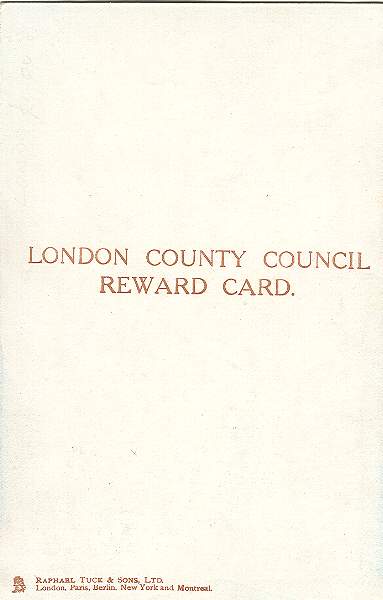 LONDON COUNTY COUNCIL
REWARD CARD.
RAPHAEL TUCK & SONS, LTD.
London, Paris, Berlin, New York and Montreal.